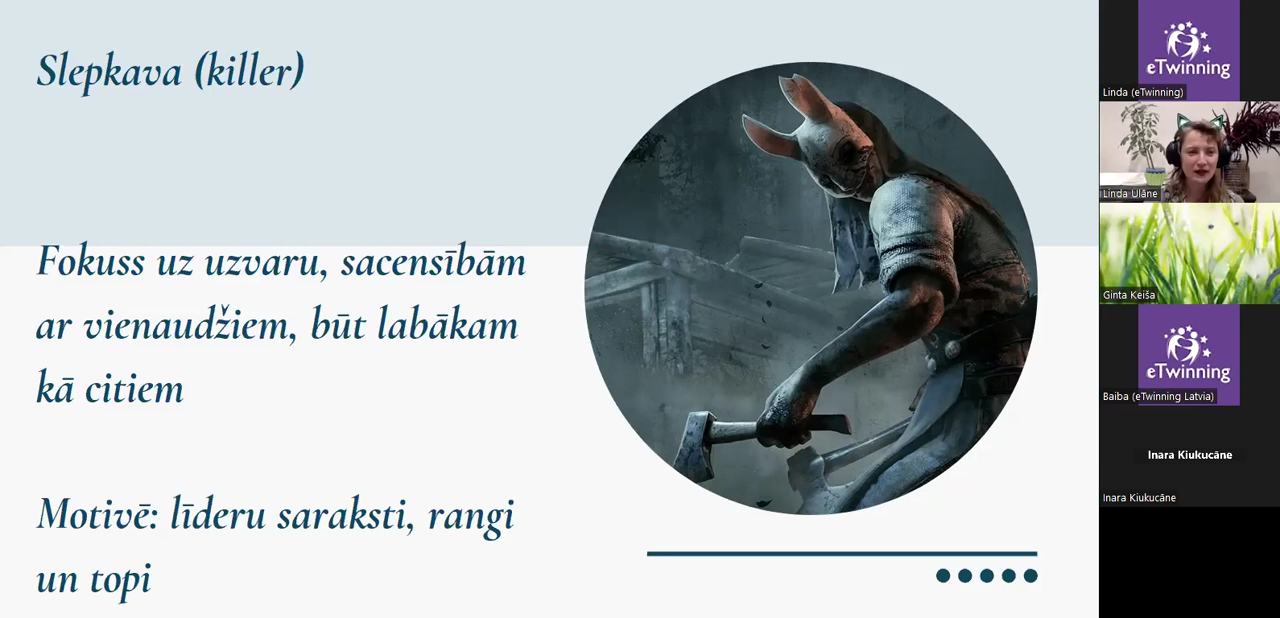 Slepkava (killer)
Fokuss uz uzvaru, sacensībām
ar vienaudžiem, būt labākam
kā citiem
Motivē: līderu saraksti, rangi
un topi
eTwinning
Linda (eTwinning)
Linda Ulāne
Ginta Keiša
eTwinning
Baiba (eTwinning Latvia)
Inara Kiukucāne
Inara Kiukucāne